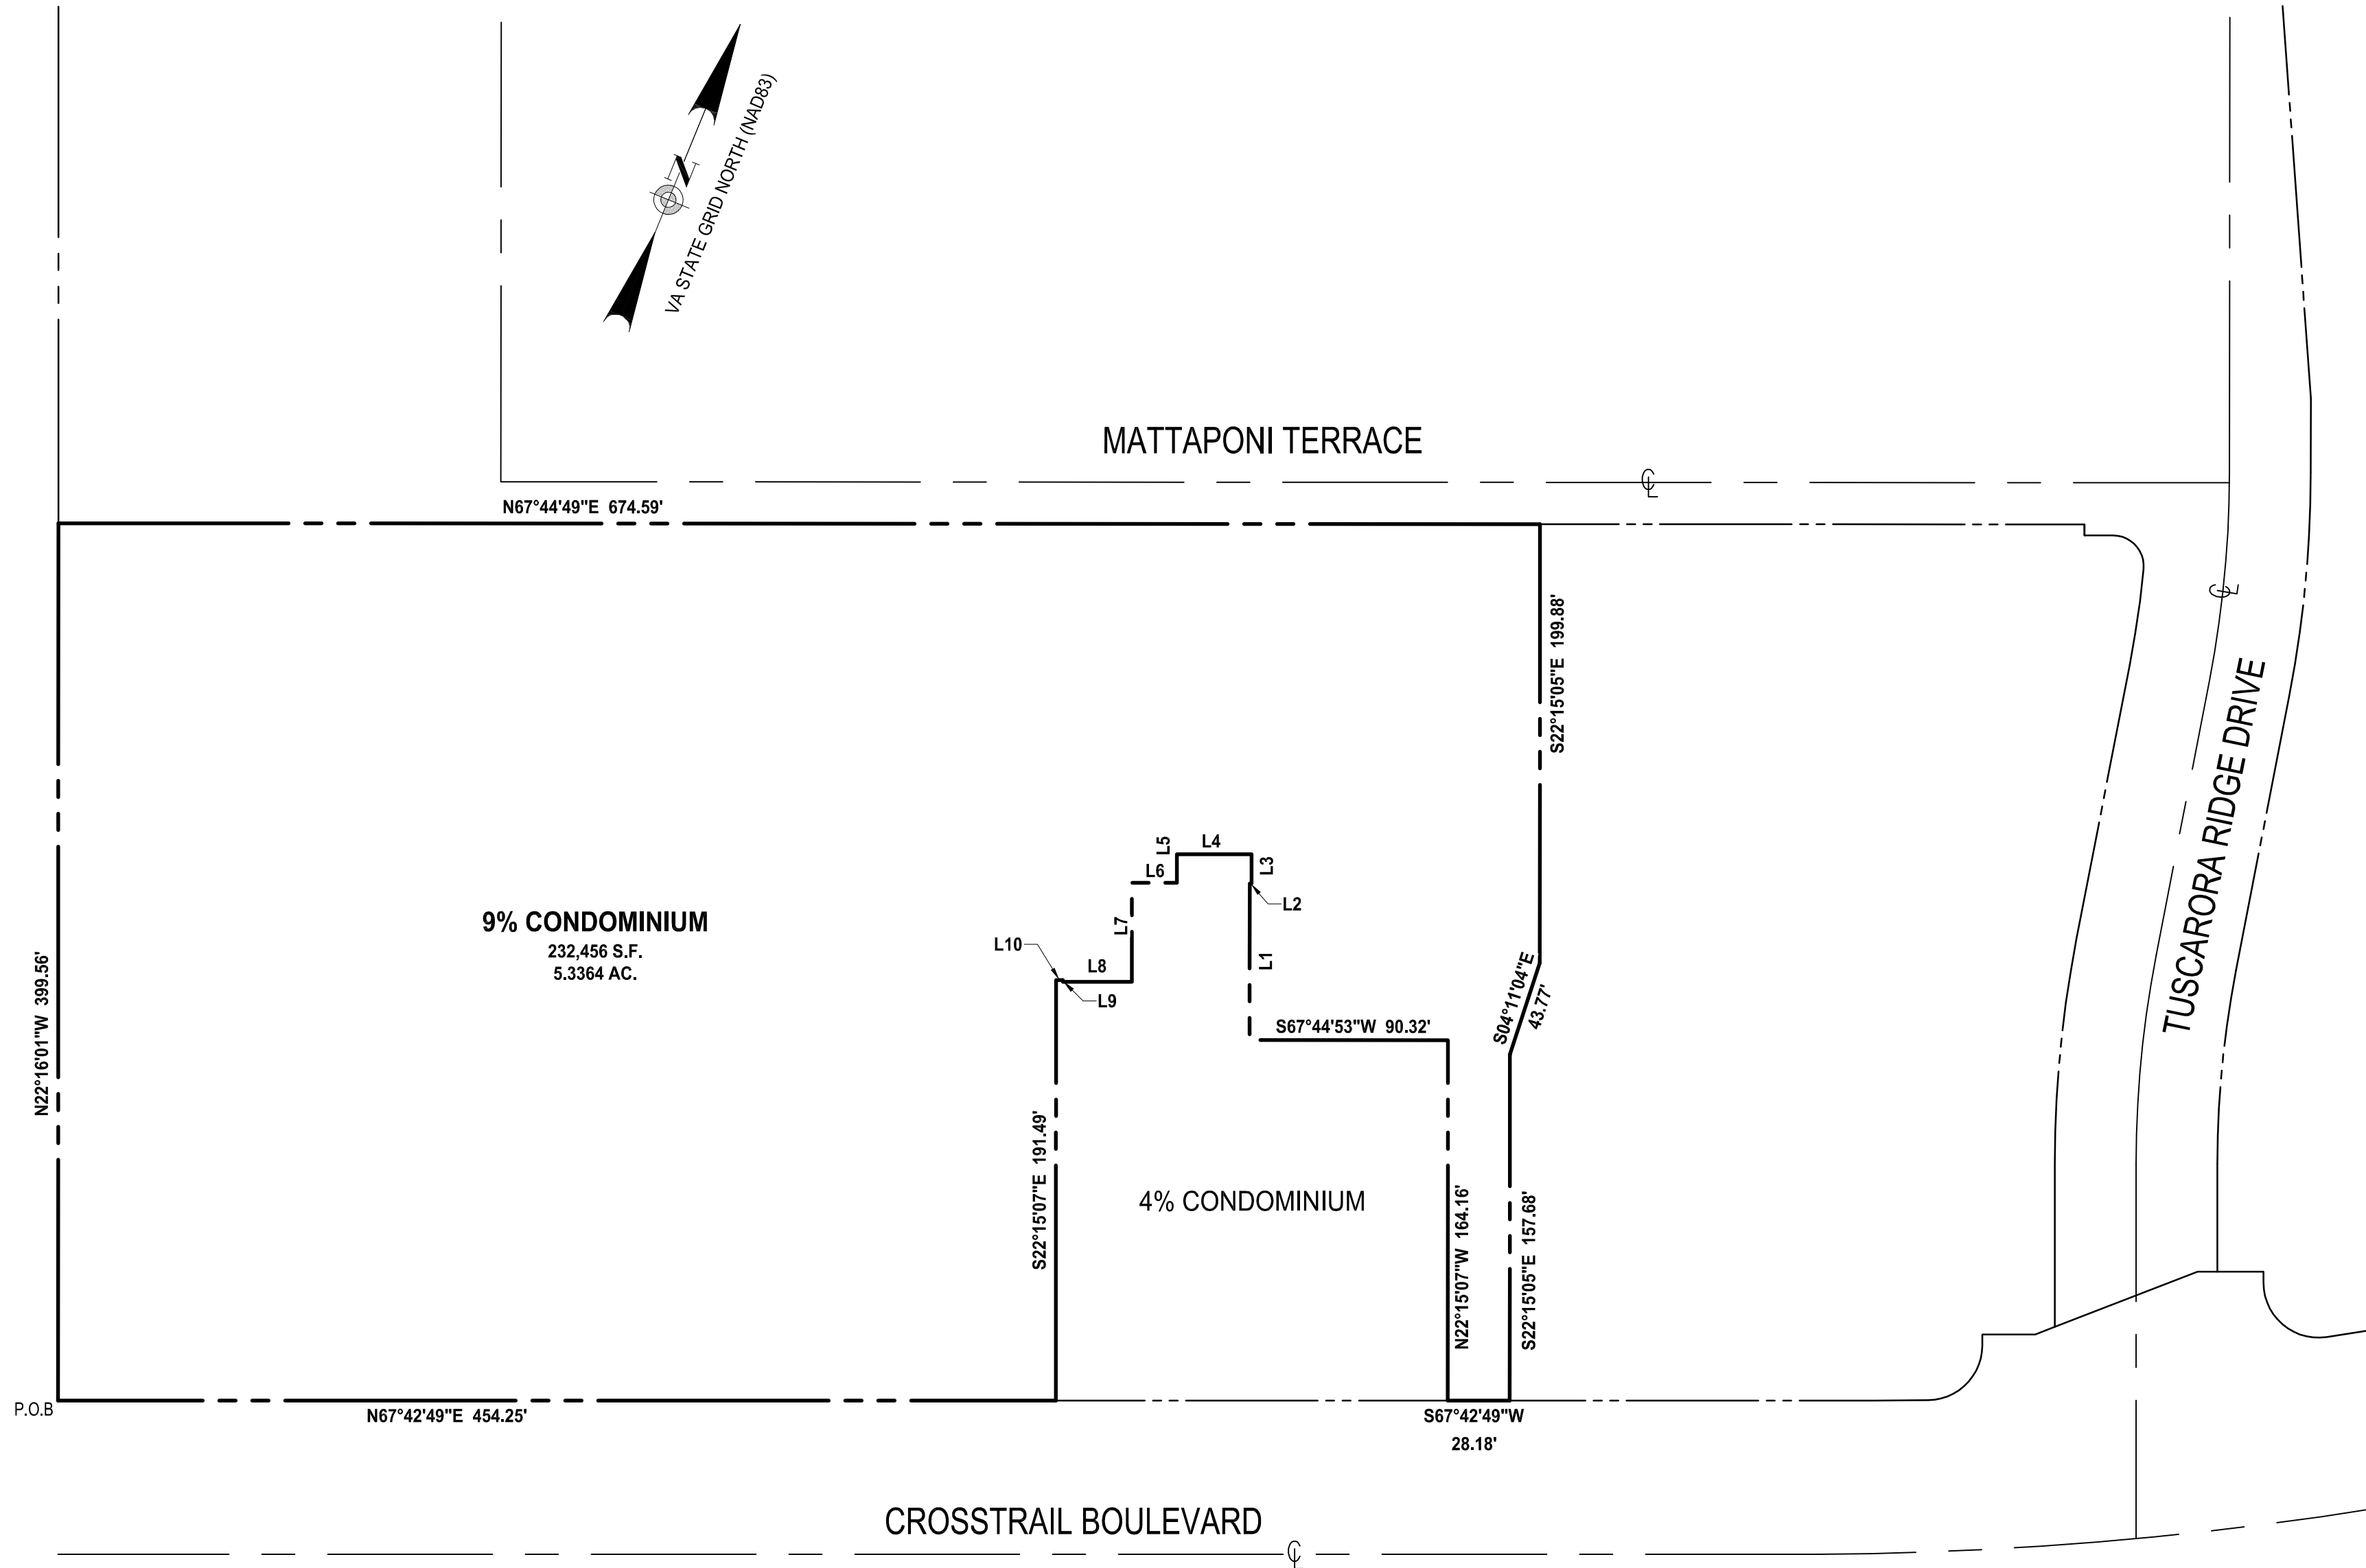 N
VA STATE GRID NORTH (NAD83)
MATTAPONI TERRACE
℄
N67°44'49"E 674.59'
℄
S22°15'05"E 199.88'
TUSCARORA RIDGE DRIVE
L5
L4
L3
L6
L2
L7
9% CONDOMINIUM
232,456 S.F.
5.3364 AC.
L10
L8
L1
L9
S04°11'04"E
43.77'
N22°16'01"W 399.56'
S67°44'53"W 90.32'
S22°15'07"E 191.49'
4% CONDOMINIUM
N22°15'07"W 164.16'
S22°15'05"E 157.68'
P.O.B
N67°42'49"E 454.25'
S67°42'49"W
28.18'
CROSSTRAIL BOULEVARD
℄